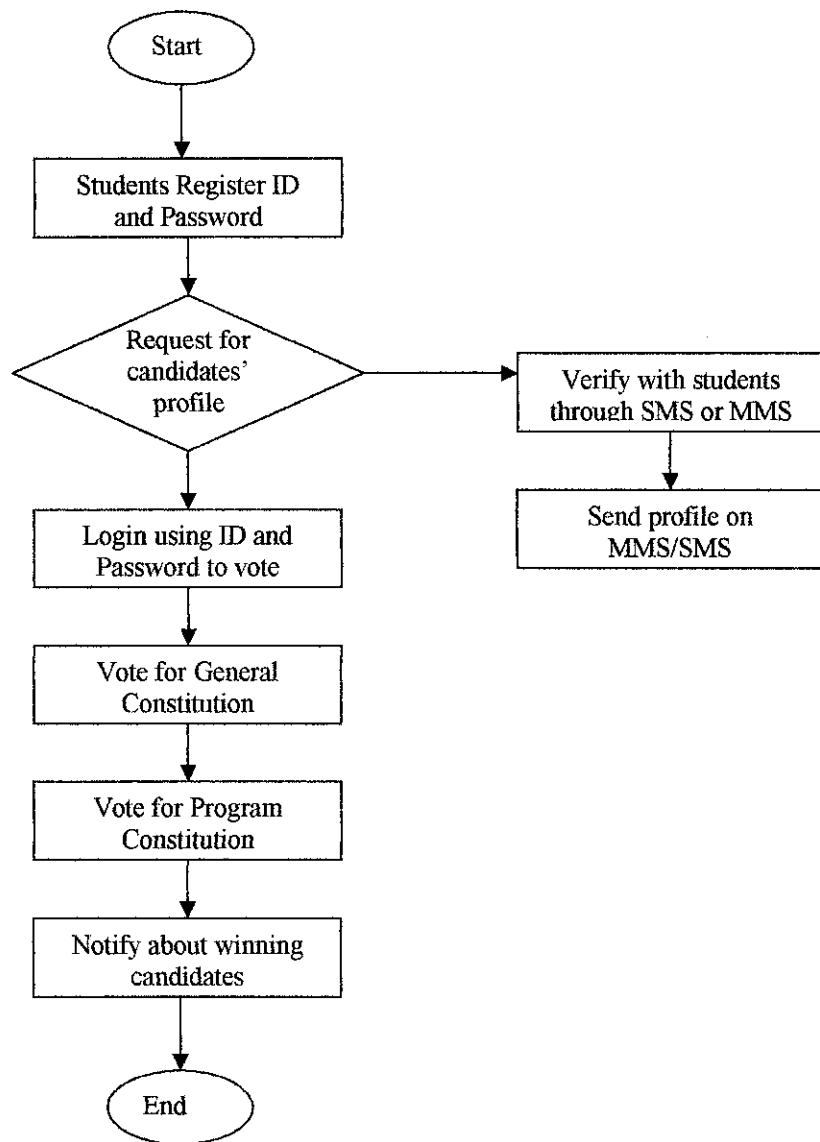 Start
Students Register ID
and Password
Request for
candidates'
profile
Verify with students
through SMS or MMS
Send profile on
MMS/SMS
Login using ID and
Password to vote
Vote for General
Constitution
Vote for Program
Constitution
Notify about winning
candidates
End